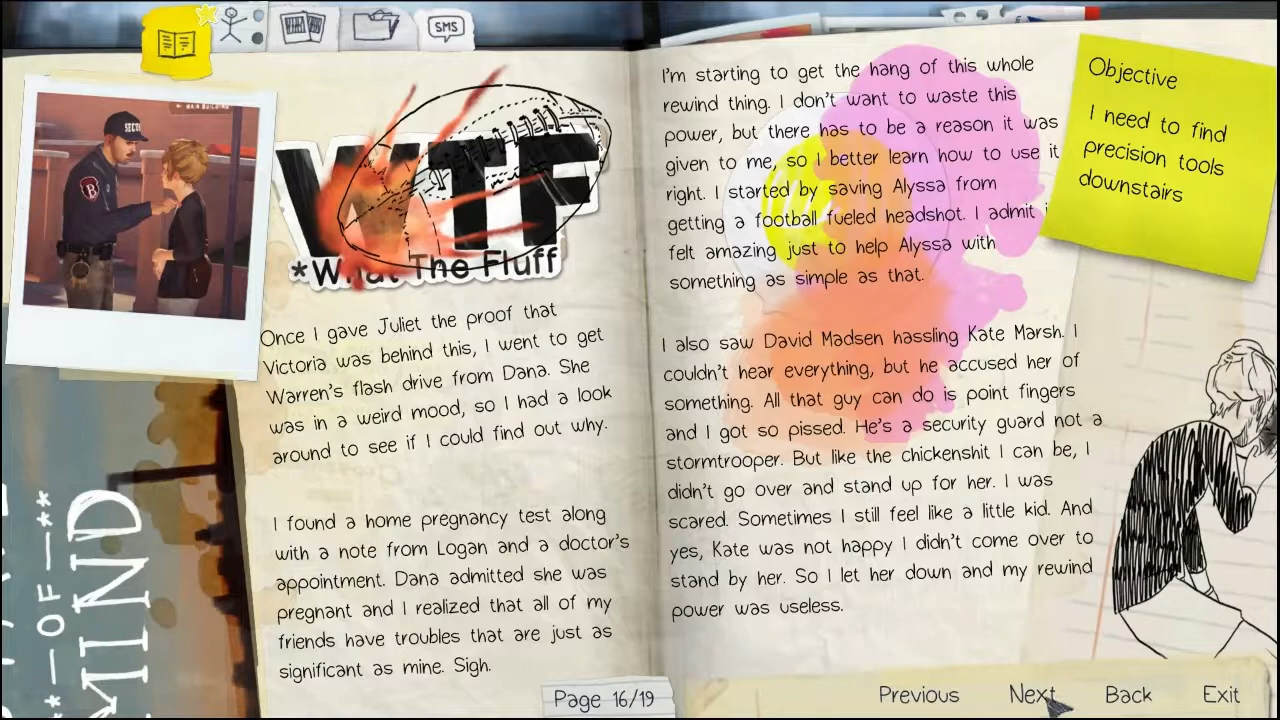 SMS
MAIN BUILDING
SECU
B
WTF
*What The Fluff
Once I gave Juliet the proof that
Victoria was behind this, I went to get
Warren's flash drive from Dana. She
was in a weird mood, so I had a look
around to see if I could find out why.
I found a home pregnancy test along
with a note from Logan and a doctor's
appointment. Dana admitted she was
pregnant and I realized that all of my
friends have troubles that are just as
significant as mine. Sigh.
OF
MIND
Page 16/19
I'm starting to get the hang of this whole
rewind thing. I don't want to waste this
power, but there has to be a reason it was
given to me, so I better learn how to use it
right. I started by saving Alyssa from
getting a football fueled headshot. I admit
felt amazing just to help Alyssa with
something as simple as that.
I also saw David Madsen hassling Kate Marsh. I
couldn't hear everything, but he accused her of
something. All that guy can do is point fingers
and I got so pissed. He's a security guard not a
stormtrooper. But like the chickenshit I can be, I
didn't go over and stand up for her. I was
scared. Sometimes I still feel like a little kid. And
yes, Kate was not happy I didn't come over to
stand by her. So I let her down and my rewind
power was useless.
Objective
I need to find
precision tools
downstairs
Previous Next Back Exit